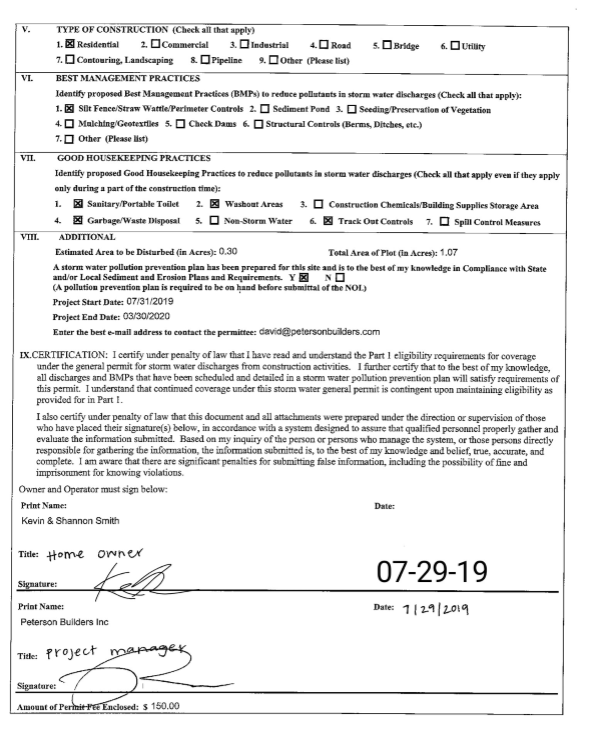 V. TYPE OF CONSTRUCTION (Check all that apply)
1. ☒ Residential 2. ☐ Commercial 3. ☐ Industrial 4. ☐ Road 5. ☐ Bridge 6. ☐ Utility
7. ☐ Contouring, Landscaping 8. ☐ Pipeline 9. ☐ Other (Please list)
VI. BEST MANAGEMENT PRACTICES
Identify proposed Best Management Practices (BMPs) to reduce pollutants in storm water discharges (Check all that apply):
1. ☒ Silt Fence/Straw Wattle/Perimeter Controls 2. ☐ Sediment Pond 3. ☐ Seeding/Preservation of Vegetation
4. ☐ Mulching/Geotextiles 5. ☐ Check Dams 6. ☐ Structural Controls (Berms, Ditches, etc.)
7. ☐ Other (Please list)
VII. GOOD HOUSEKEEPING PRACTICES
Identify proposed Good Housekeeping Practices to reduce pollutants in storm water discharges (Check all that apply even if they apply
only during a part of the construction time):
1. ☒ Sanitary/Portable Toilet 2. ☒ Washout Areas 3. ☐ Construction Chemicals/Building Supplies Storage Area
4. ☒ Garbage/Waste Disposal 5. ☐ Non-Storm Water 6. ☒ Track Out Controls 7. ☐ Spill Control Measures
VIII. ADDITIONAL
Estimated Area to be Disturbed (in Acres): 0.30 Total Area of Plot (in Acres): 1.07
A storm water pollution prevention plan has been prepared for this site and is to the best of my knowledge in Compliance with State
and/or Local Sediment and Erosion Plans and Requirements. Y ☒ N ☐
(A pollution prevention plan is required to be on hand before submittal of the NOI.)
Project Start Date: 07/31/2019
Project End Date: 03/30/2020
Enter the best e-mail address to contact the permittee: david@petersonbuilders.com
IX.CERTIFICATION: I certify under penalty of law that I have read and understand the Part 1 eligibility requirements for coverage
under the general permit for storm water discharges from construction activities. I further certify that to the best of my knowledge,
all discharges and BMPs that have been scheduled and detailed in a storm water pollution prevention plan will satisfy requirements of
this permit. I understand that continued coverage under this storm water general permit is contingent upon maintaining eligibility as
provided for in Part 1.
I also certify under penalty of law that this document and all attachments were prepared under the direction or supervision of those
who have placed their signature(s) below, in accordance with a system designed to assure that qualified personnel properly gather and
evaluate the information submitted. Based on my inquiry of the person or persons who manage the system, or those persons directly
responsible for gathering the information, the information submitted is, to the best of my knowledge and belief, true, accurate, and
complete. I am aware that there are significant penalties for submitting false information, including the possibility of fine and
imprisonment for knowing violations.
Owner and Operator must sign below:
Print Name: Date:
Kevin & Shannon Smith
Title: Home owner
07-29-19
Signature:
Print Name: Date: 7/29/2019
Peterson Builders Inc
Title: project manager
Signature:
Amount of Permit Fee Enclosed: $ 150.00